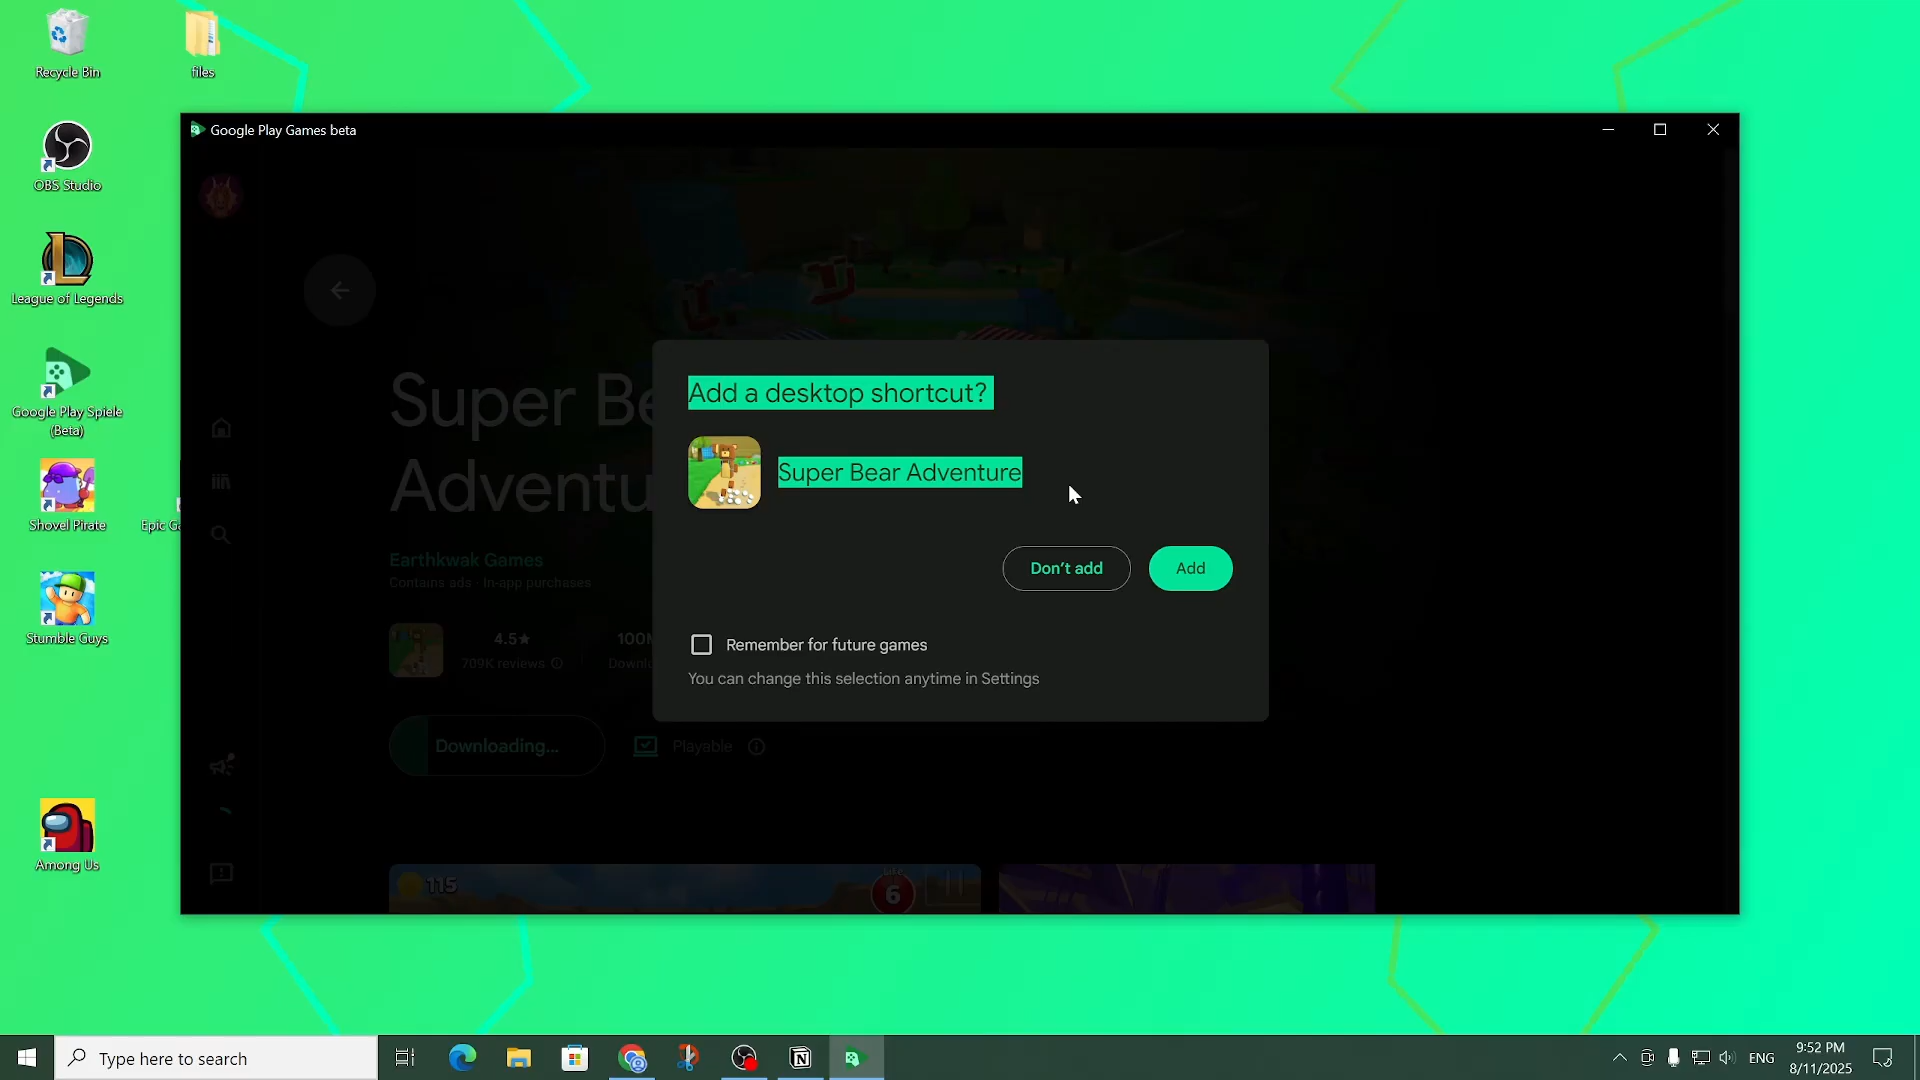 Recycle Bin
files
OBS Studio
League of Legends
Google Play Spiele
(Beta)
Shovel Pirate
Epic Ga
Stumble Guys
Among Us
Google Play Games beta
Super Be
Adventu
Earthkwak Games
Contains ads · In-app purchases
4.5★
709K reviews
100M
Downlo
Downloading...
Playable
115
6
Add a desktop shortcut?
Super Bear Adventure
Don't add
Add
Remember for future games
You can change this selection anytime in Settings
Type here to search
ENG
9:52 PM
8/11/2025